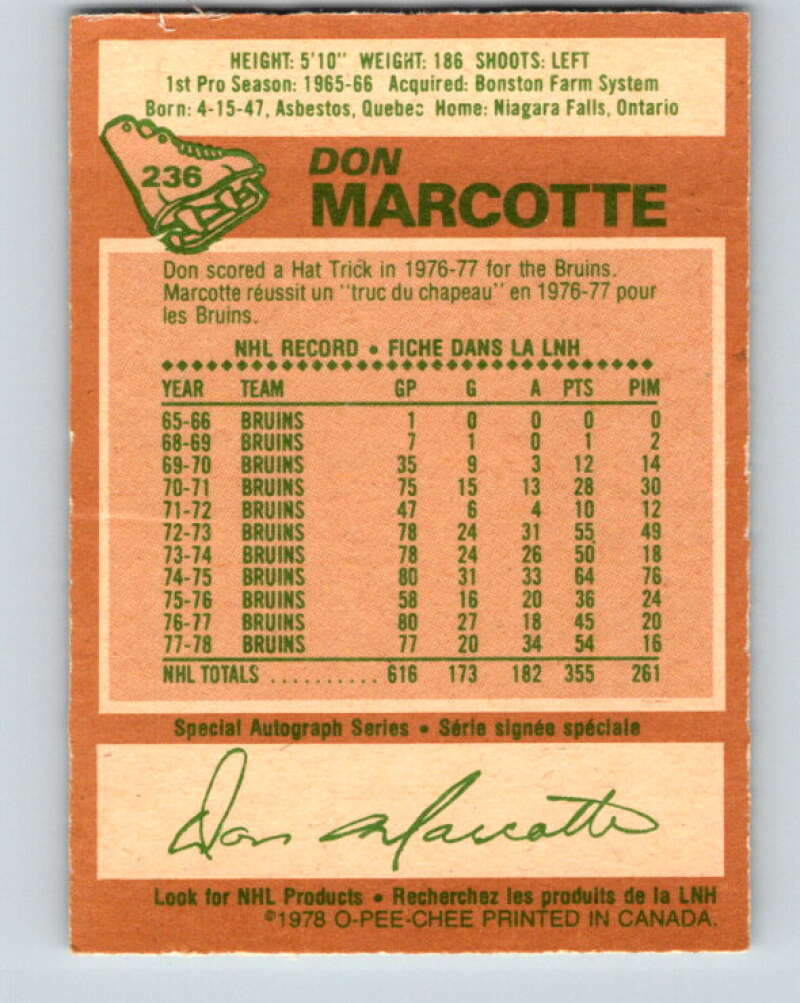 HEIGHT: 5'10" WEIGHT: 186 SHOOTS: LEFT
1st Pro Season: 1965-66 Acquired: Bonston Farm System
Born: 4-15-47, Asbestos, Quebec Home: Niagara Falls, Ontario
236
DON
MARCOTTE
Don scored a Hat Trick in 1976-77 for the Bruins.
Marcotte réussit un "truc du chapeau" en 1976-77 pour
les Bruins.
NHL RECORD • FICHE DANS LA LNH
YEAR TEAM GP G A PTS PIM
65-66 BRUINS 1 0 0 0 0
68-69 BRUINS 7 1 0 1 2
69-70 BRUINS 35 9 3 12 14
70-71 BRUINS 75 15 13 28 30
71-72 BRUINS 47 6 4 10 12
72-73 BRUINS 78 24 31 55 49
73-74 BRUINS 78 24 26 50 18
74-75 BRUINS 80 31 33 64 76
75-76 BRUINS 58 16 20 36 24
76-77 BRUINS 80 27 18 45 20
77-78 BRUINS 77 20 34 54 16
NHL TOTALS .......... 616 173 182 355 261
Special Autograph Series • Série signée spéciale
Don Marcotte
Look for NHL Products • Recherchez les produits de la LNH
©1978 O-PEE-CHEE PRINTED IN CANADA.